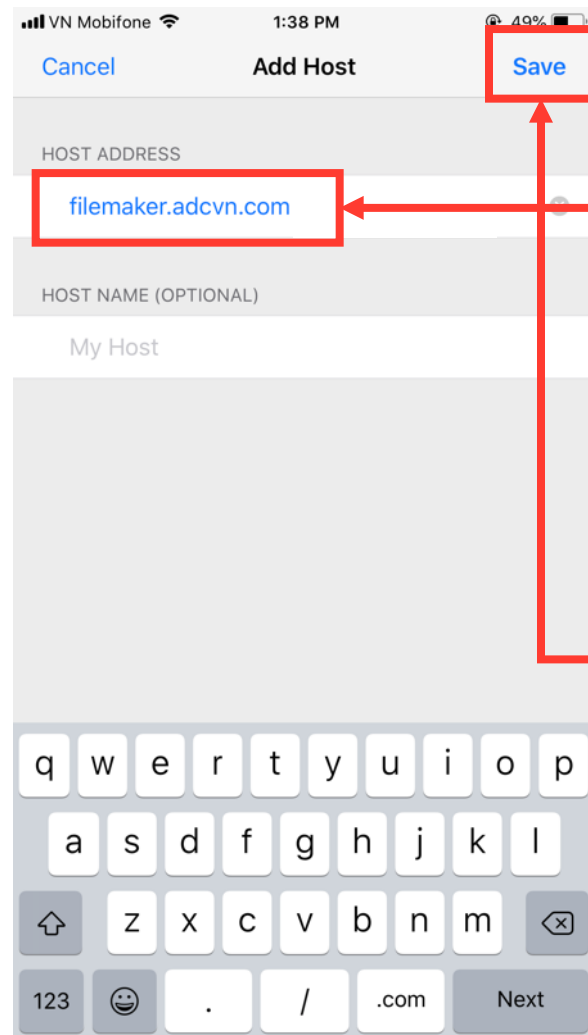 VN Mobifone 1:38 PM 49%
Cancel Add Host Save
HOST ADDRESS
filemaker.adcvn.com
HOST NAME (OPTIONAL)
My Host
q w e r t y u i o p
a s d f g h j k l
z x c v b n m
123 . / .com Next